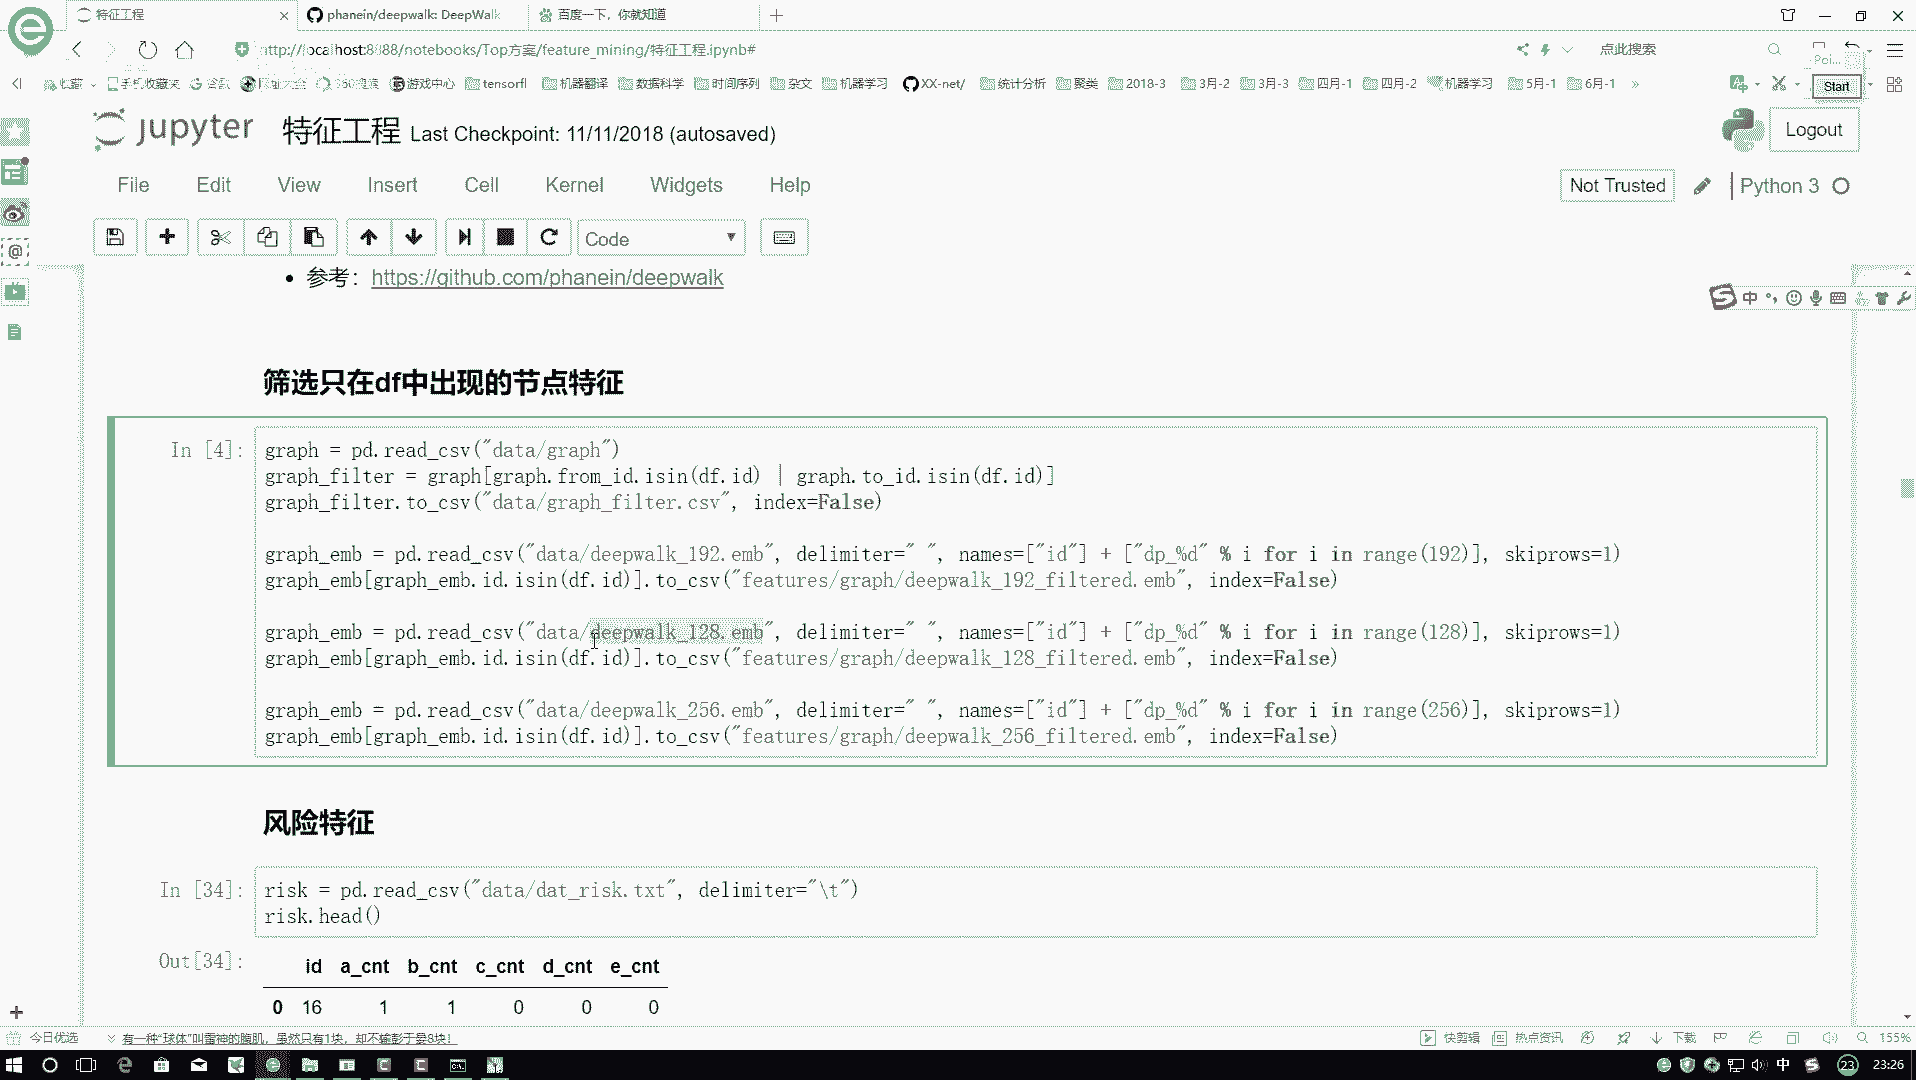 特征工程
phanein/deepwalk: DeepWalk
百度一下，你就知道
http://localhost:8888/notebooks/Top方案/feature_mining/特征工程.ipynb#
点此搜索
收藏 手机收藏夹 游戏中心 tensorfl 机器翻译 数据科学 时间序列 杂文 机器学习 XX-net/ 统计分析 聚类 2018-3 3月-2 3月-3 四月-1 四月-2 机器学习 5月-1 6月-1 »
Start
jupyter 特征工程 Last Checkpoint: 11/11/2018 (autosaved)
Logout
File Edit View Insert Cell Kernel Widgets Help
Not Trusted
Python 3
Code
中
• 参考： https://github.com/phanein/deepwalk
筛选只在df中出现的节点特征
In [4]:
graph = pd.read_csv("data/graph")
graph_filter = graph[graph.from_id.isin(df.id) | graph.to_id.isin(df.id)]
graph_filter.to_csv("data/graph_filter.csv", index=False)
graph_emb = pd.read_csv("data/deepwalk_192.emb", delimiter=" ", names=["id"] + ["dp_%d" % i for i in range(192)], skiprows=1)
graph_emb[graph_emb.id.isin(df.id)].to_csv("features/graph/deepwalk_192_filtered.emb", index=False)
graph_emb = pd.read_csv("data/deepwalk_128.emb", delimiter=" ", names=["id"] + ["dp_%d" % i for i in range(128)], skiprows=1)
graph_emb[graph_emb.id.isin(df.id)].to_csv("features/graph/deepwalk_128_filtered.emb", index=False)
graph_emb = pd.read_csv("data/deepwalk_256.emb", delimiter=" ", names=["id"] + ["dp_%d" % i for i in range(256)], skiprows=1)
graph_emb[graph_emb.id.isin(df.id)].to_csv("features/graph/deepwalk_256_filtered.emb", index=False)
风险特征
In [34]:
risk = pd.read_csv("data/dat_risk.txt", delimiter="\t")
risk.head()
Out[34]:
id a_cnt b_cnt c_cnt d_cnt e_cnt
0 16 1 1 0 0 0
今日优选
有一种“球体”叫雷神的腹肌，虽然只有1块，却不输彭于晏8块！
快剪辑 热点资讯 下载 155%
中 23 23:26